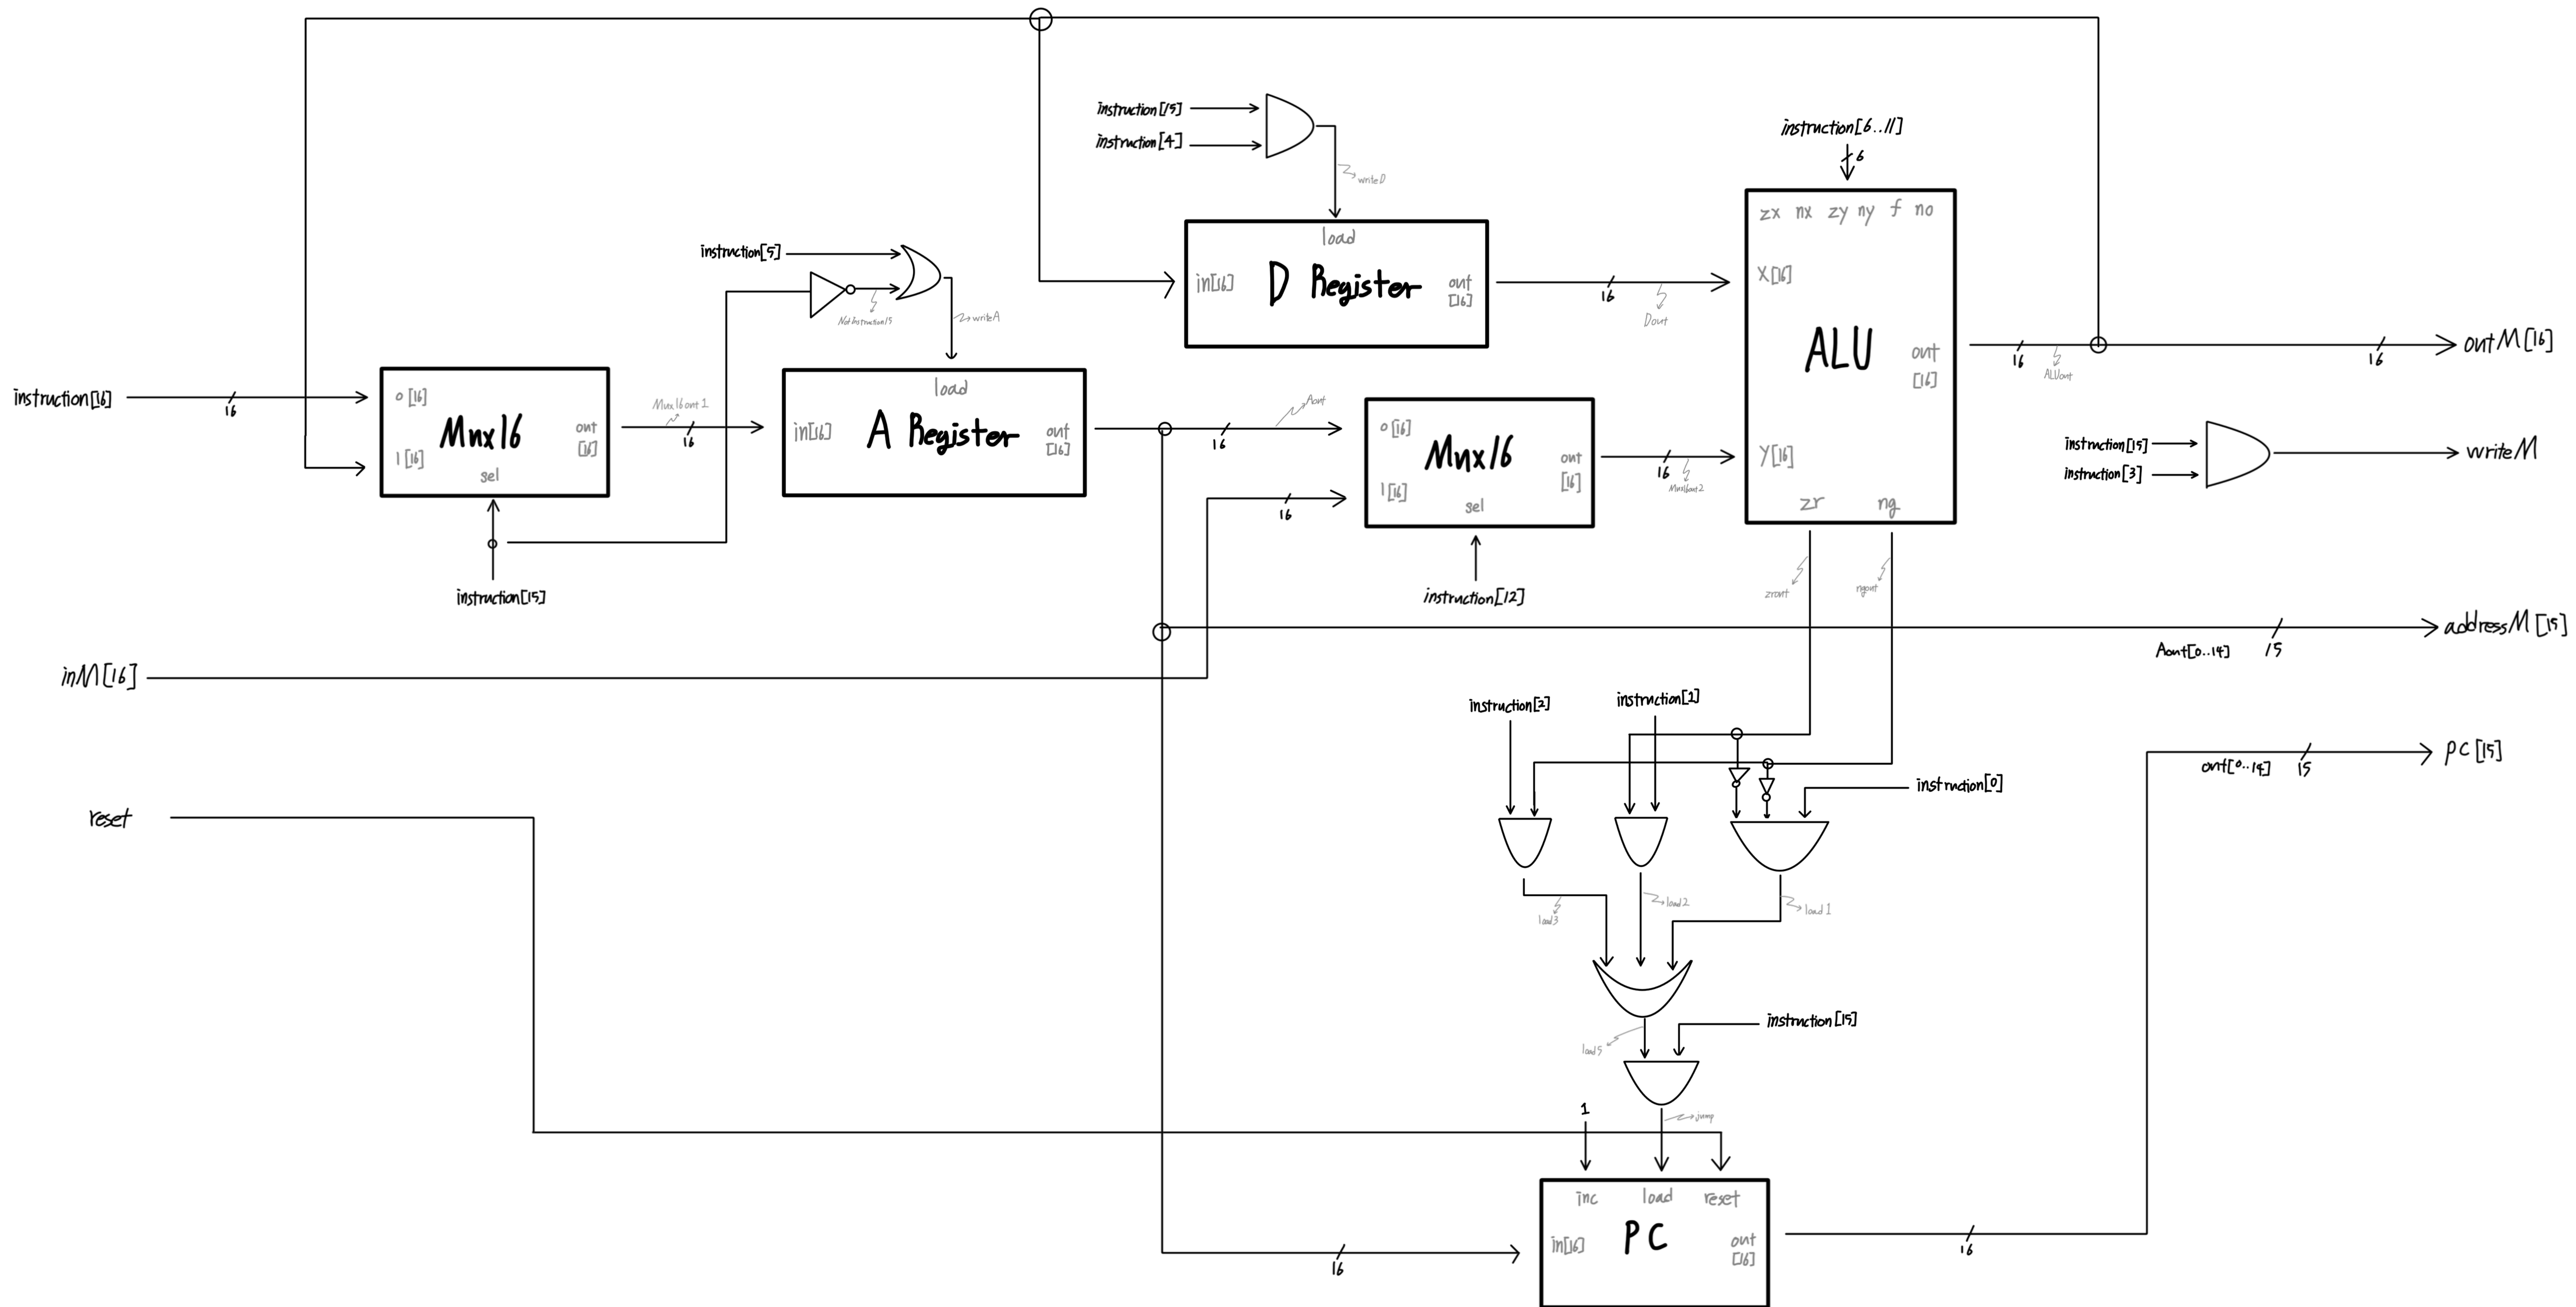 instruction[15]
instruction[4]
writeD
instruction[6..11]
6
zx nx zy ny f no
X[16]
ALU
out
[16]
Y[16]
zr ng
load
in[16] D Register out
[16]
16
Dout
instruction[5]
NotInstruction15
writeA
instruction[16]
16
0[16]
Mux16
out
[16]
1[16]
sel
instruction[15]
Mux16out1
16
load
in[16] A Register out
[16]
Aout
16
0[16]
Mux16
out
[16]
1[16]
sel
16
instruction[12]
16
Mux16out2
16
ALUout
16
outM[16]
instruction[15]
instruction[3]
writeM
zrout
ngout
addressM[15]
Aout[0..14]
15
inM[16]
instruction[2]
instruction[1]
instruction[0]
pc[15]
out[0..14]
15
reset
load3
load2
load1
load5
instruction[15]
1
jump
inc load reset
in[16] PC out
[16]
16
16